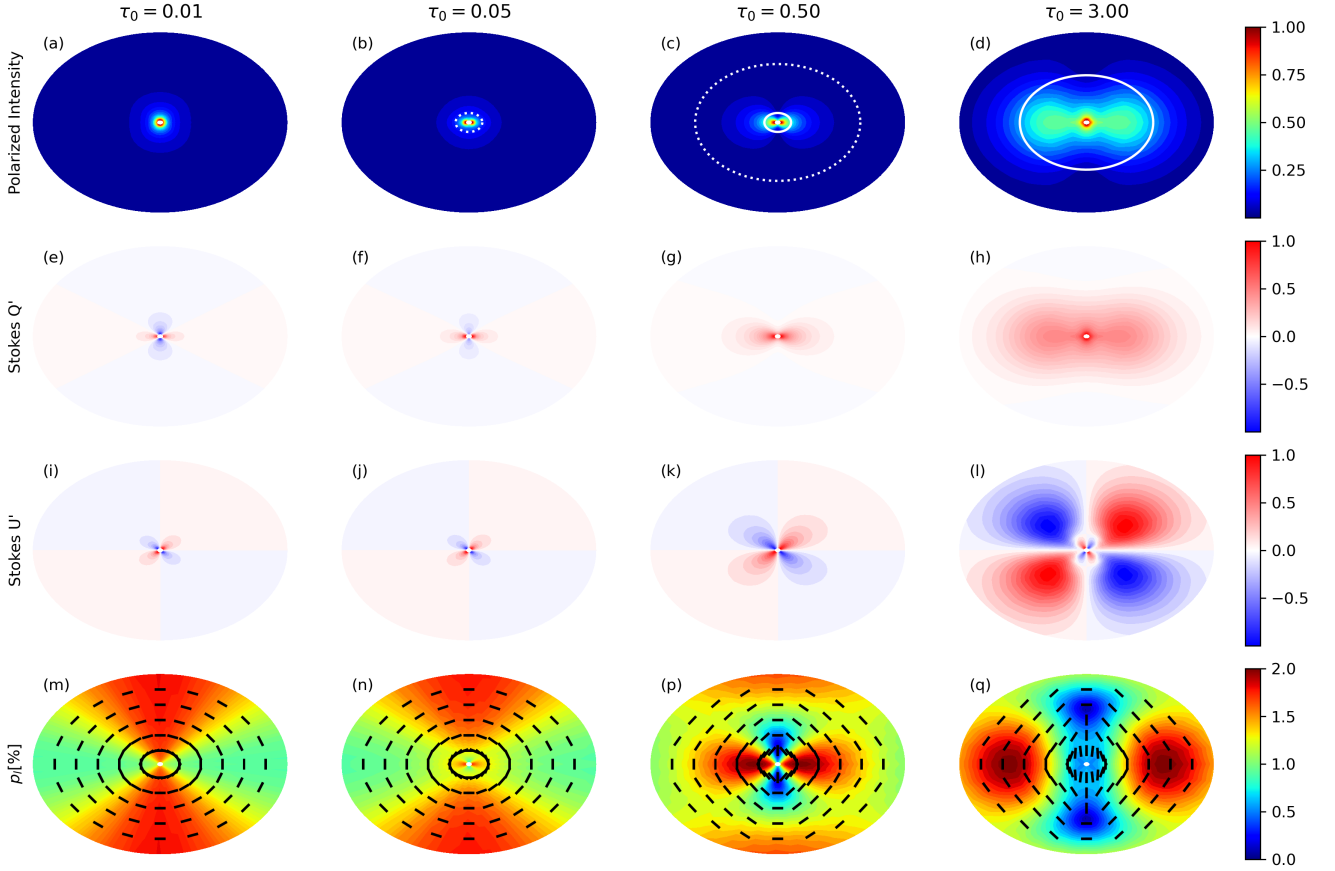 τ₀ = 0.01 τ₀ = 0.05 τ₀ = 0.50 τ₀ = 3.00
Polarized Intensity
(a) (b) (c) (d)
1.00
0.75
0.50
0.25
Stokes Q'
(e) (f) (g) (h)
1.0
0.5
0.0
−0.5
Stokes U'
(i) (j) (k) (l)
1.0
0.5
0.0
−0.5
pₗ[%]
(m) (n) (p) (q)
2.0
1.5
1.0
0.5
0.0